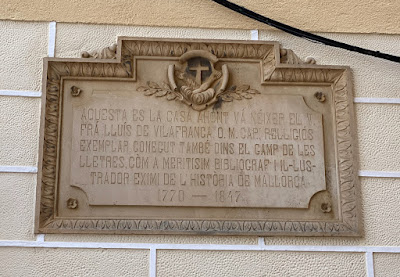 AQUESTA ES LA CASA AHONT VA NEIXER EL V
FRA LLUIS DE VILAFRANCA O. M. CAP. RELLIGIÓS
EXEMPLAR, CONEGUT TAMBÉ DINS EL CAMP DE LES
LLETRES, COM A MERITISIM BIBLIOGRAF I IL-LUS-
TRADOR EXIMI DE L'HISTORIA DE MALLORCA.
1770 — 1847